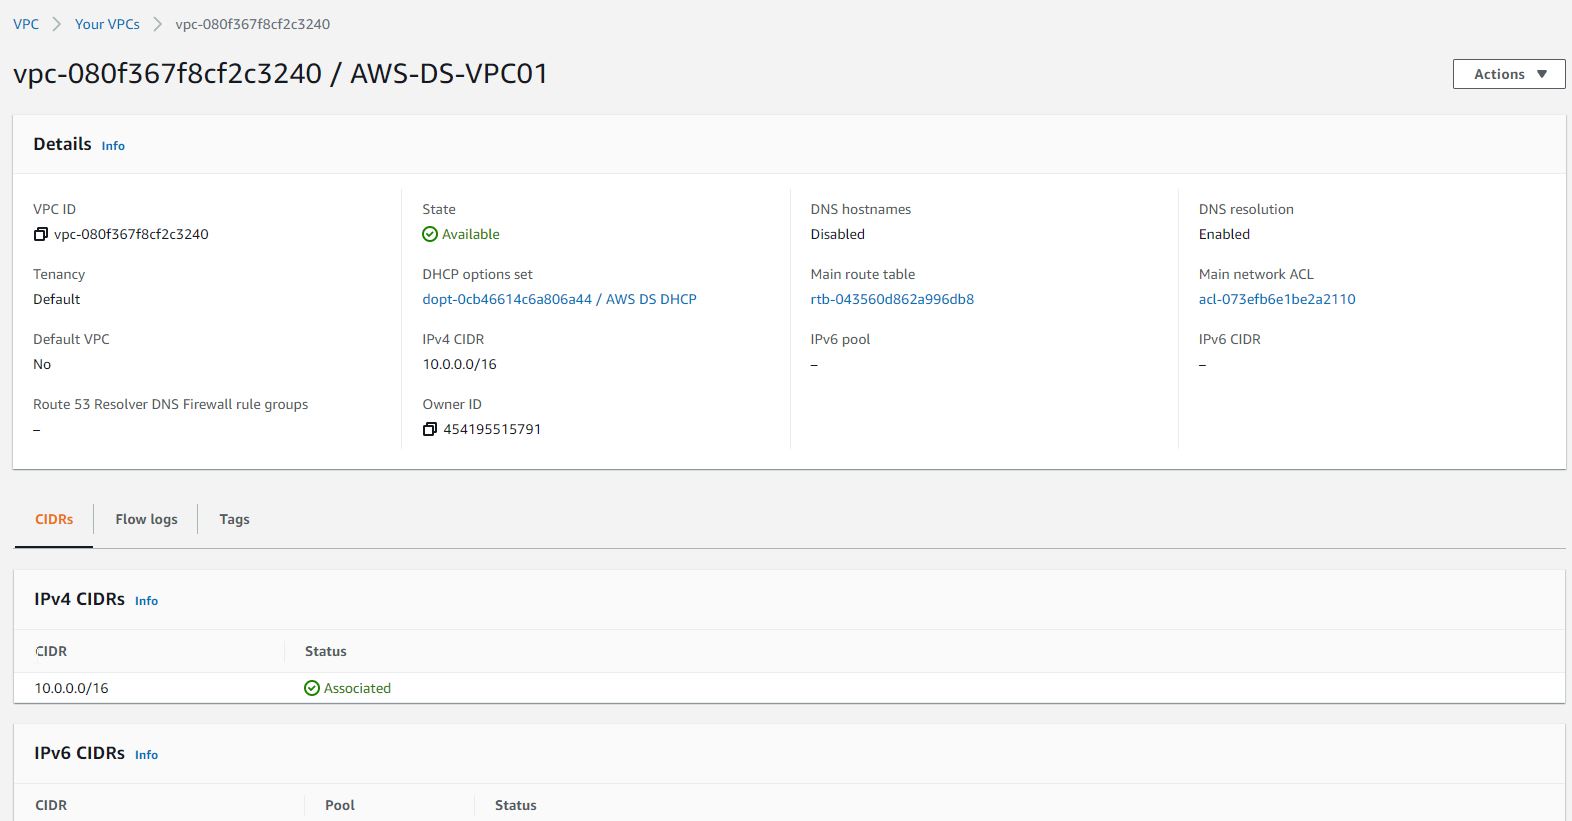 VPC > Your VPCs > vpc-080f367f8cf2c3240
vpc-080f367f8cf2c3240 / AWS-DS-VPC01
Actions ▼
Details Info
VPC ID
vpc-080f367f8cf2c3240
State
Available
DNS hostnames
Disabled
DNS resolution
Enabled
Tenancy
Default
DHCP options set
dopt-0cb46614c6a806a44 / AWS DS DHCP
Main route table
rtb-043560d862a996db8
Main network ACL
acl-073efb6e1be2a2110
Default VPC
No
IPv4 CIDR
10.0.0.0/16
IPv6 pool
–
IPv6 CIDR
–
Route 53 Resolver DNS Firewall rule groups
–
Owner ID
454195515791
CIDRs Flow logs Tags
IPv4 CIDRs Info
CIDR Status
10.0.0.0/16 Associated
IPv6 CIDRs Info
CIDR Pool Status